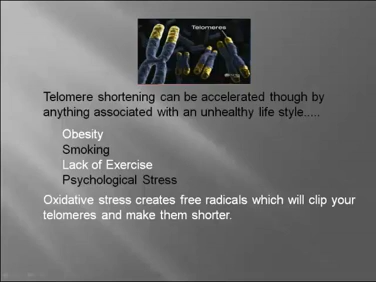 Telomeres
Telomere shortening can be accelerated though by
anything associated with an unhealthy life style.....
Obesity
Smoking
Lack of Exercise
Psychological Stress
Oxidative stress creates free radicals which will clip your
telomeres and make them shorter.